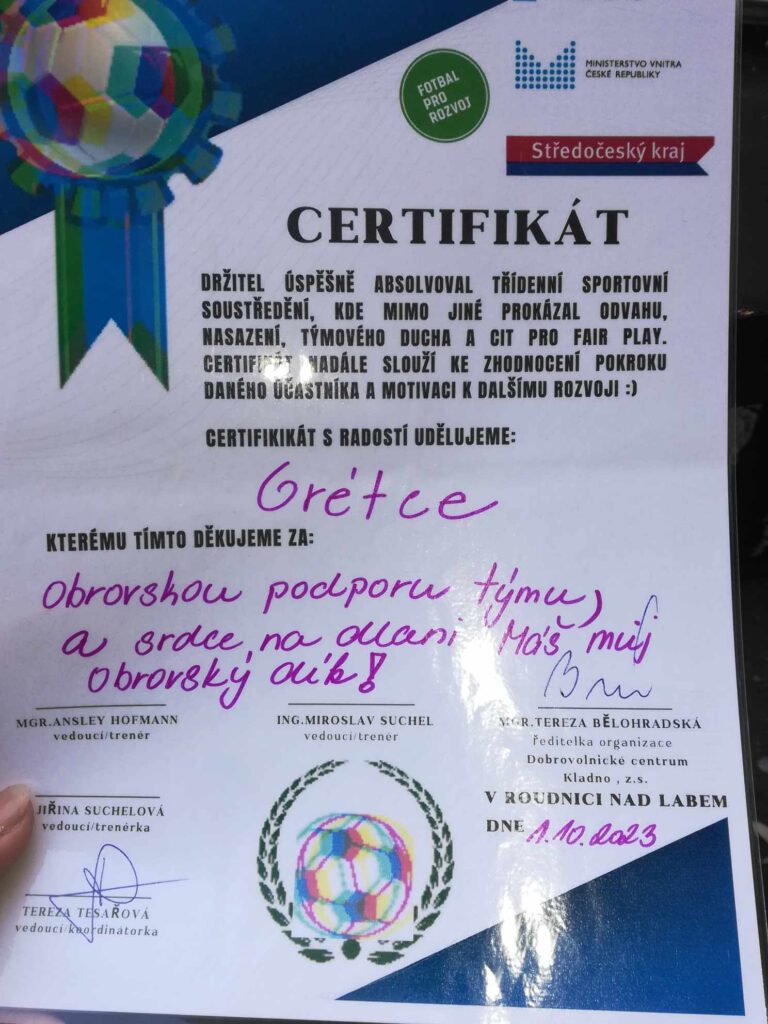 MINISTERSTVO VNITRA
ČESKÉ REPUBLIKY
FOTBAL
PRO
ROZVOJ
Středočeský kraj
CERTIFIKÁT
DRŽITEL ÚSPĚŠNĚ ABSOLVOVAL TŘÍDENNÍ SPORTOVNÍ
SOUSTŘEDĚNÍ, KDE MIMO JINÉ PROKÁZAL ODVAHU,
NASAZENÍ, TÝMOVÉHO DUCHA A CIT PRO FAIR PLAY.
CERTIFIKÁT NADÁLE SLOUŽÍ KE ZHODNOCENÍ POKROKU
DANÉHO ÚČASTNÍKA A MOTIVACI K DALŠÍMU ROZVOJI :)
CERTIFIKIKÁT S RADOSTÍ UDĚLUJEME:
Grétce
KTERÉMU TÍMTO DĚKUJEME ZA:
Obrovskou podporu týmu,
a srdce na dlani. Máš můj
obrovský dík!
MGR.ANSLEY HOFMANN
vedoucí/trenér
ING.MIROSLAV SUCHEL
vedoucí/trenér
MGR.TEREZA BĚLOHRADSKÁ
ředitelka organizace
Dobrovolnické centrum
Kladno , z.s.
V ROUDNICI NAD LABEM
DNE 1.10.2023
JIŘINA SUCHELOVÁ
vedoucí/trenérka
TEREZA TESAŘOVÁ
vedoucí/koordinátorka